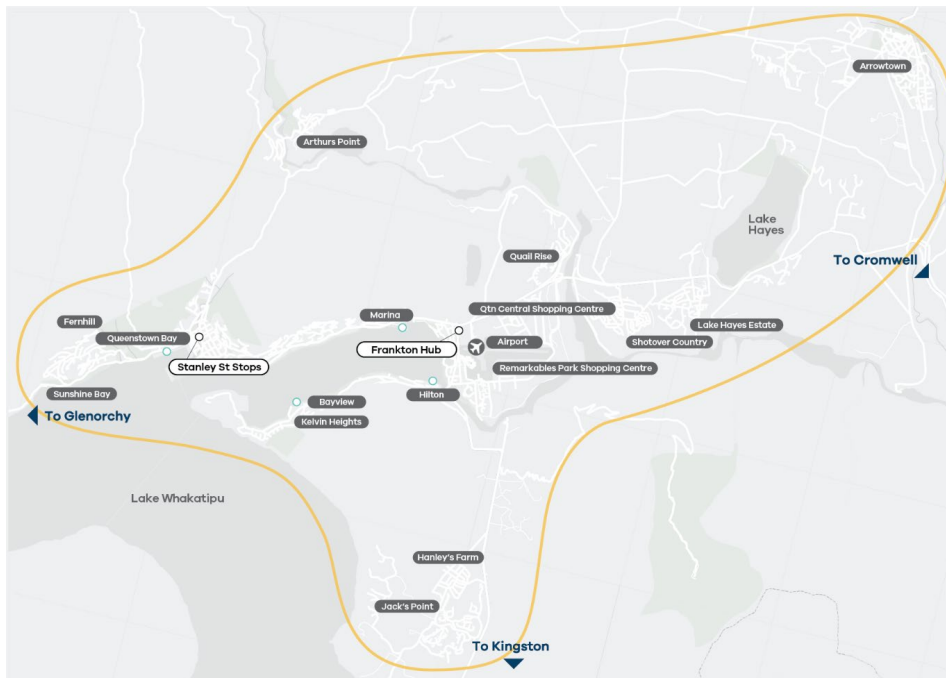 Arrowtown
Arthurs Point
Lake
Hayes
Quail Rise
To Cromwell
Qtn Central Shopping Centre
Marina
Fernhill
Lake Hayes Estate
Queenstown Bay
Airport
Shotover Country
Frankton Hub
Stanley St Stops
Remarkables Park Shopping Centre
Sunshine Bay
Hilton
Bayview
To Glenorchy
Kelvin Heights
Lake Whakatipu
Hanley's Farm
Jack's Point
To Kingston